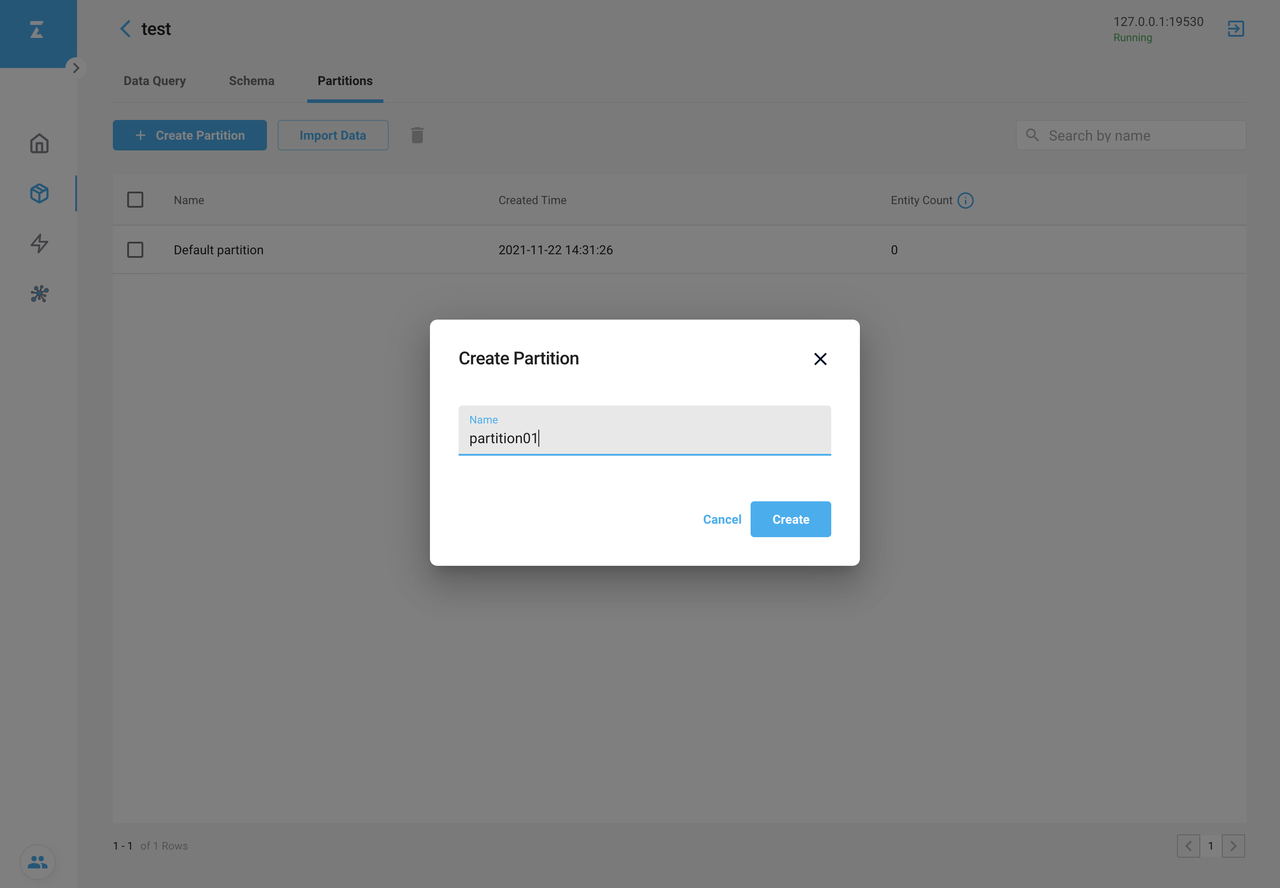 test
127.0.0.1:19530
Running
Data Query Schema Partitions
+ Create Partition Import Data Search by name
Name Created Time Entity Count
Default partition 2021-11-22 14:31:26 0
Create Partition
Name
partition01
Cancel Create
1 - 1 of 1 Rows 1